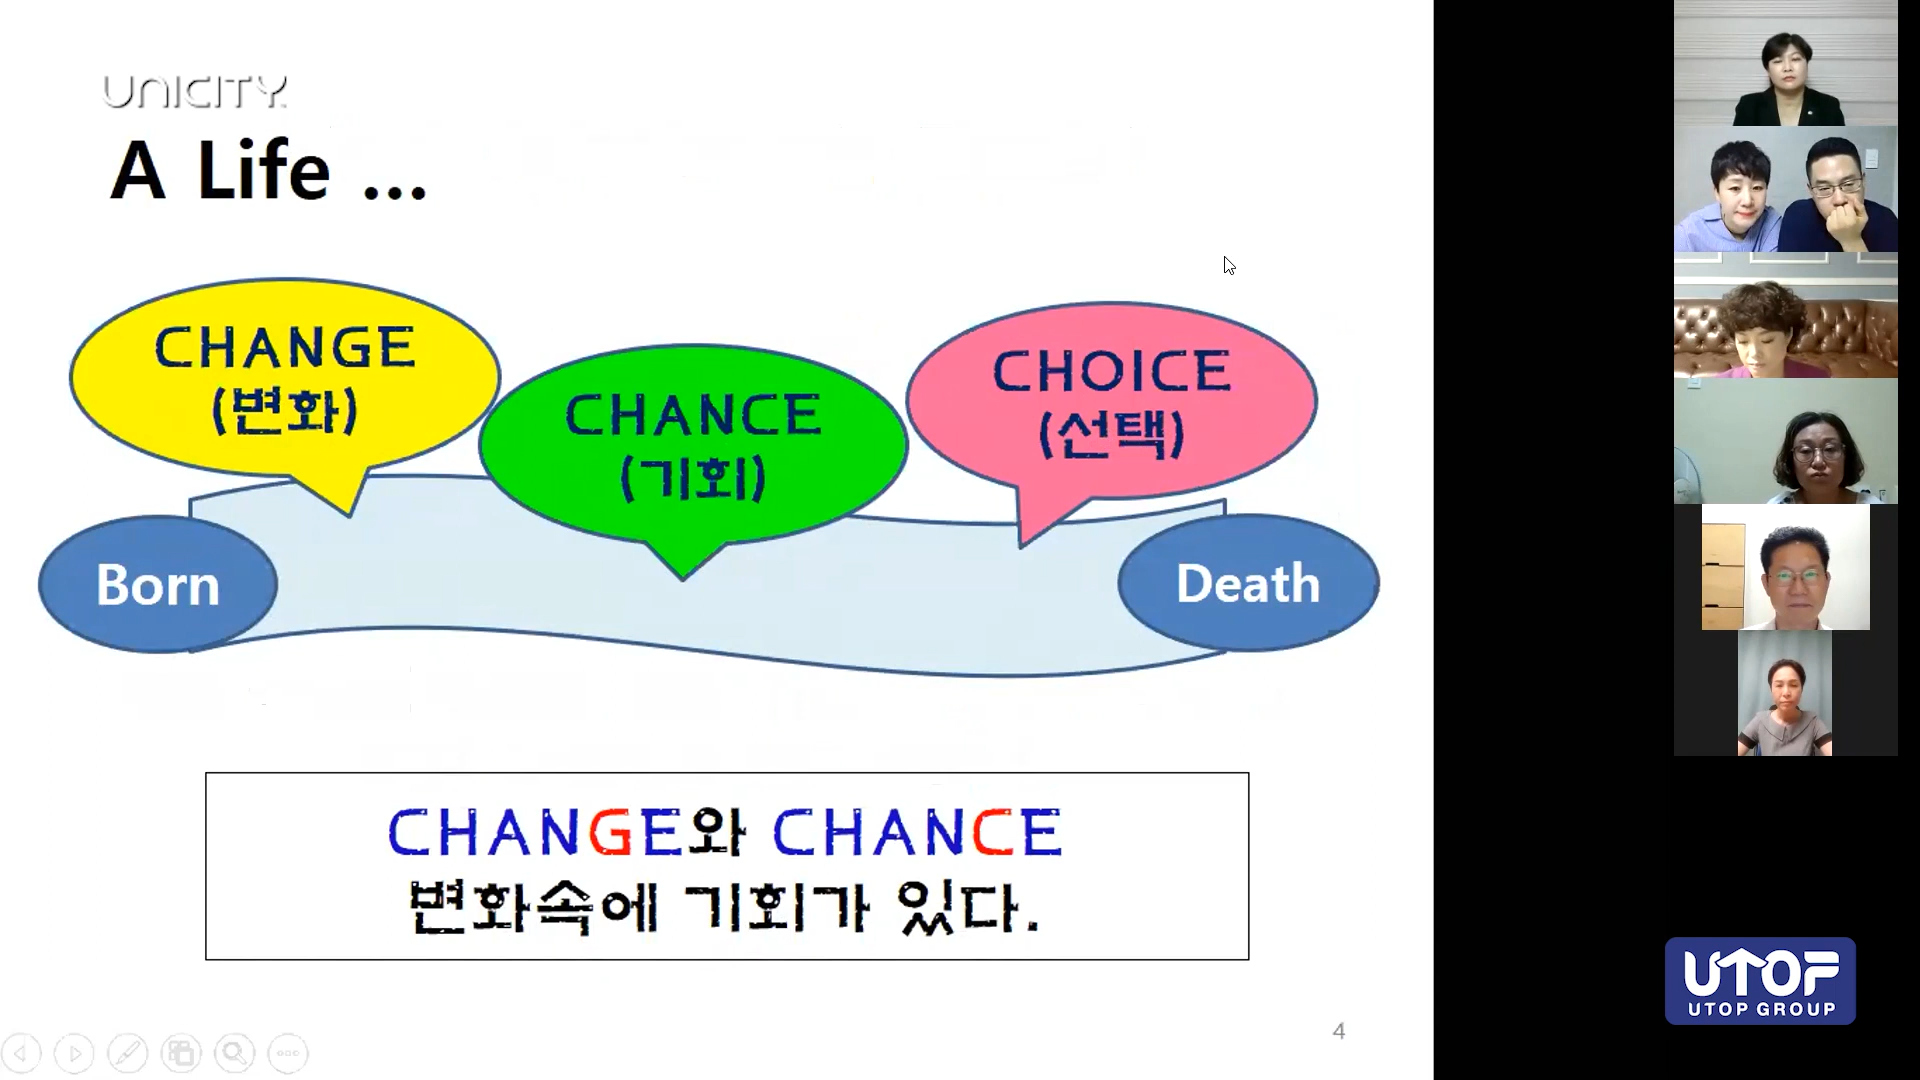 UNICITY
A Life ...
CHANGE
(변화)
CHANCE
(기회)
CHOICE
(선택)
Born
Death
CHANGE와 CHANCE
변화속에 기회가 있다.
4
UTOP
UTOP GROUP